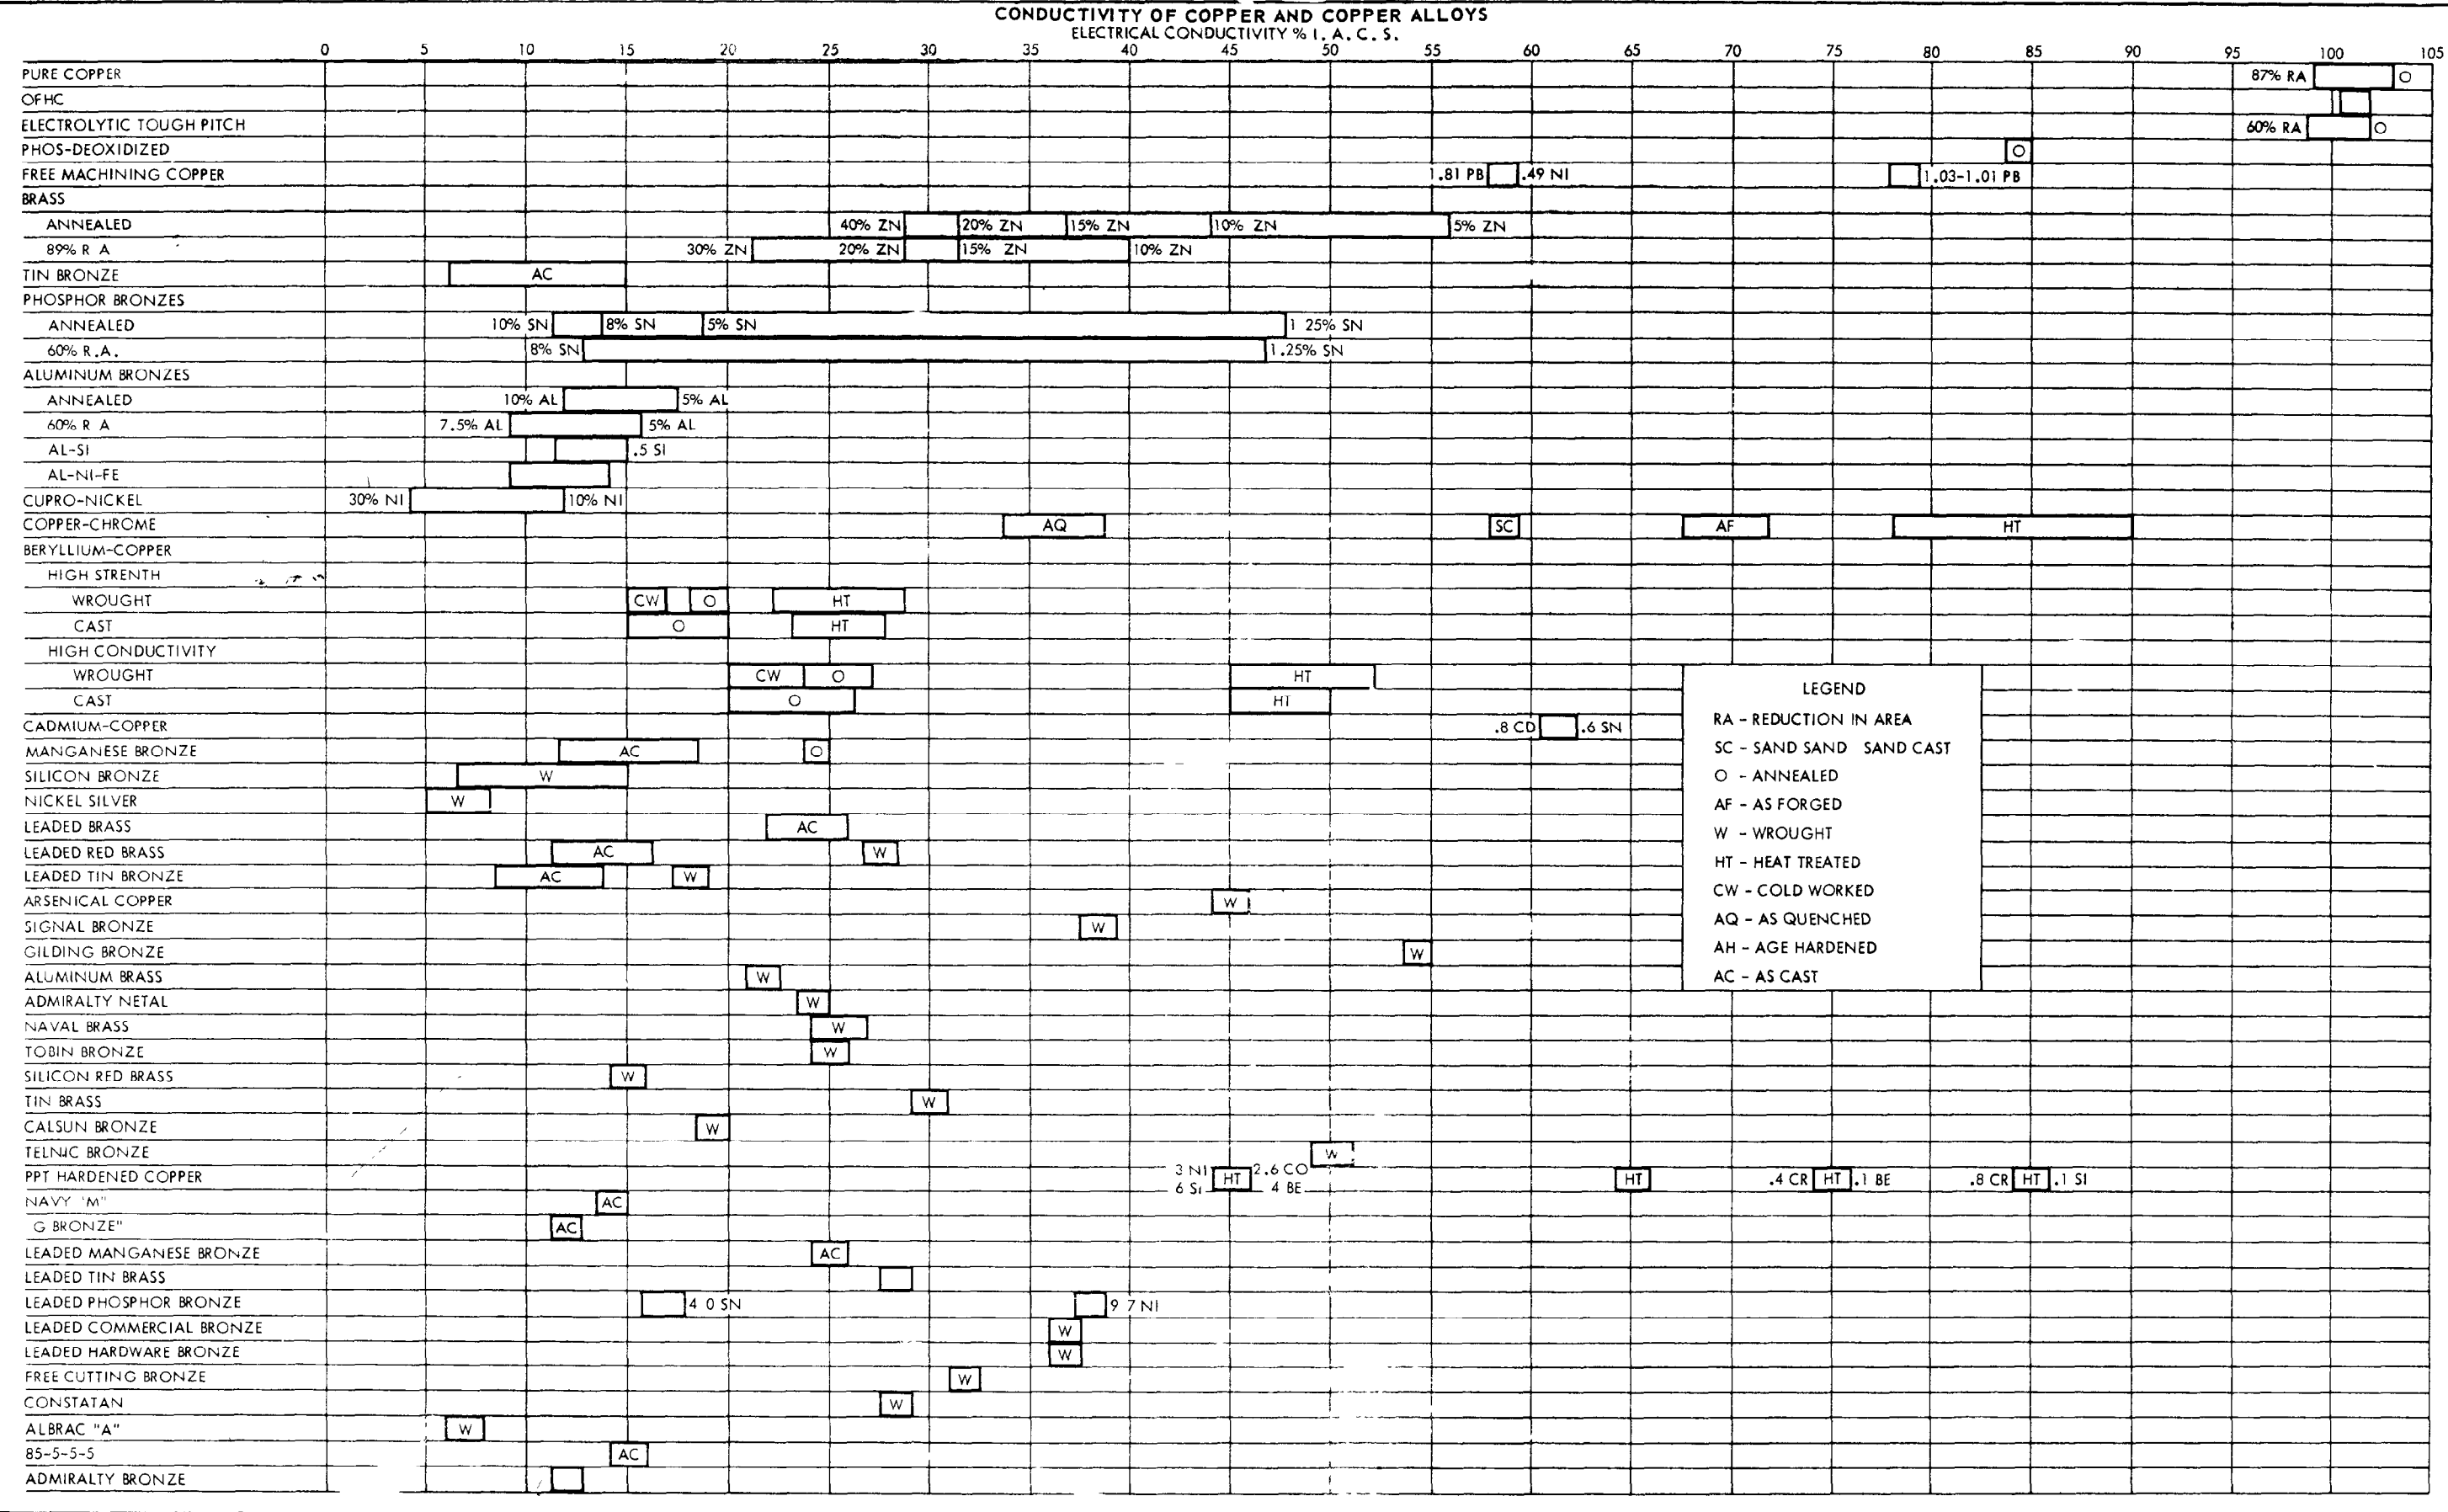 CONDUCTIVITY OF COPPER AND COPPER ALLOYS
ELECTRICAL CONDUCTIVITY % I. A. C. S.
0 5 10 15 20 25 30 35 40 45 50 55 60 65 70 75 80 85 90 95 100 105
PURE COPPER 87% RA O
OFHC
ELECTROLYTIC TOUGH PITCH 60% RA O
PHOS-DEOXIDIZED O
FREE MACHINING COPPER 1.81 PB .49 NI 1.03-1.01 PB
BRASS
ANNEALED 40% ZN 20% ZN 15% ZN 10% ZN 5% ZN
89% R A 30% ZN 20% ZN 15% ZN 10% ZN
TIN BRONZE AC
PHOSPHOR BRONZES
ANNEALED 10% SN 8% SN 5% SN 1 25% SN
60% R.A. 8% SN 1.25% SN
ALUMINUM BRONZES
ANNEALED 10% AL 5% AL
60% R A 7.5% AL 5% AL
AL-SI .5 SI
AL-NI-FE
CUPRO-NICKEL 30% NI 10% NI
COPPER-CHROME AQ SC AF HT
BERYLLIUM-COPPER
HIGH STRENTH
WROUGHT CW O HT
CAST O HT
HIGH CONDUCTIVITY
WROUGHT CW O HT
CAST O HT
CADMIUM-COPPER .8 CD .6 SN
MANGANESE BRONZE AC O
SILICON BRONZE W
NICKEL SILVER W
LEADED BRASS AC
LEADED RED BRASS AC W
LEADED TIN BRONZE AC W
ARSENICAL COPPER W
SIGNAL BRONZE W
GILDING BRONZE W
ALUMINUM BRASS W
ADMIRALTY NETAL W
NAVAL BRASS W
TOBIN BRONZE W
SILICON RED BRASS W
TIN BRASS W
CALSUN BRONZE W
TELNIC BRONZE W
PPT HARDENED COPPER 3 NI 6 SI HT 2.6 CO 4 BE HT .4 CR HT .1 BE .8 CR HT .1 SI
NAVY "M" AC
G BRONZE" AC
LEADED MANGANESE BRONZE AC
LEADED TIN BRASS
LEADED PHOSPHOR BRONZE 4 0 SN 9 7 NI
LEADED COMMERCIAL BRONZE W
LEADED HARDWARE BRONZE W
FREE CUTTING BRONZE W
CONSTATAN W
ALBRAC "A" W
85-5-5-5 AC
ADMIRALTY BRONZE
LEGEND
RA - REDUCTION IN AREA
SC - SAND SAND SAND CAST
O - ANNEALED
AF - AS FORGED
W - WROUGHT
HT - HEAT TREATED
CW - COLD WORKED
AQ - AS QUENCHED
AH - AGE HARDENED
AC - AS CAST